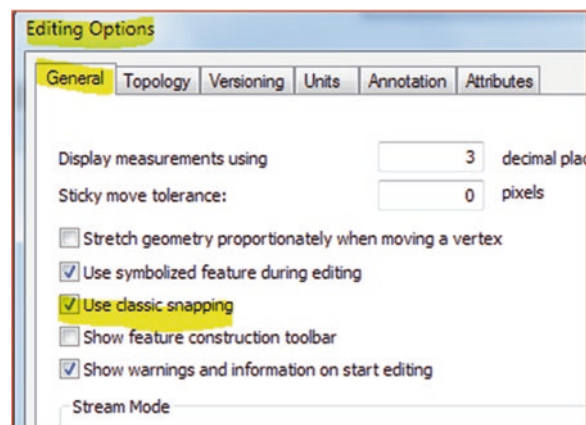 Editing Options
General Topology Versioning Units Annotation Attributes
Display measurements using 3 decimal plac
Sticky move tolerance: 0 pixels
Stretch geometry proportionately when moving a vertex
Use symbolized feature during editing
Use classic snapping
Show feature construction toolbar
Show warnings and information on start editing
Stream Mode